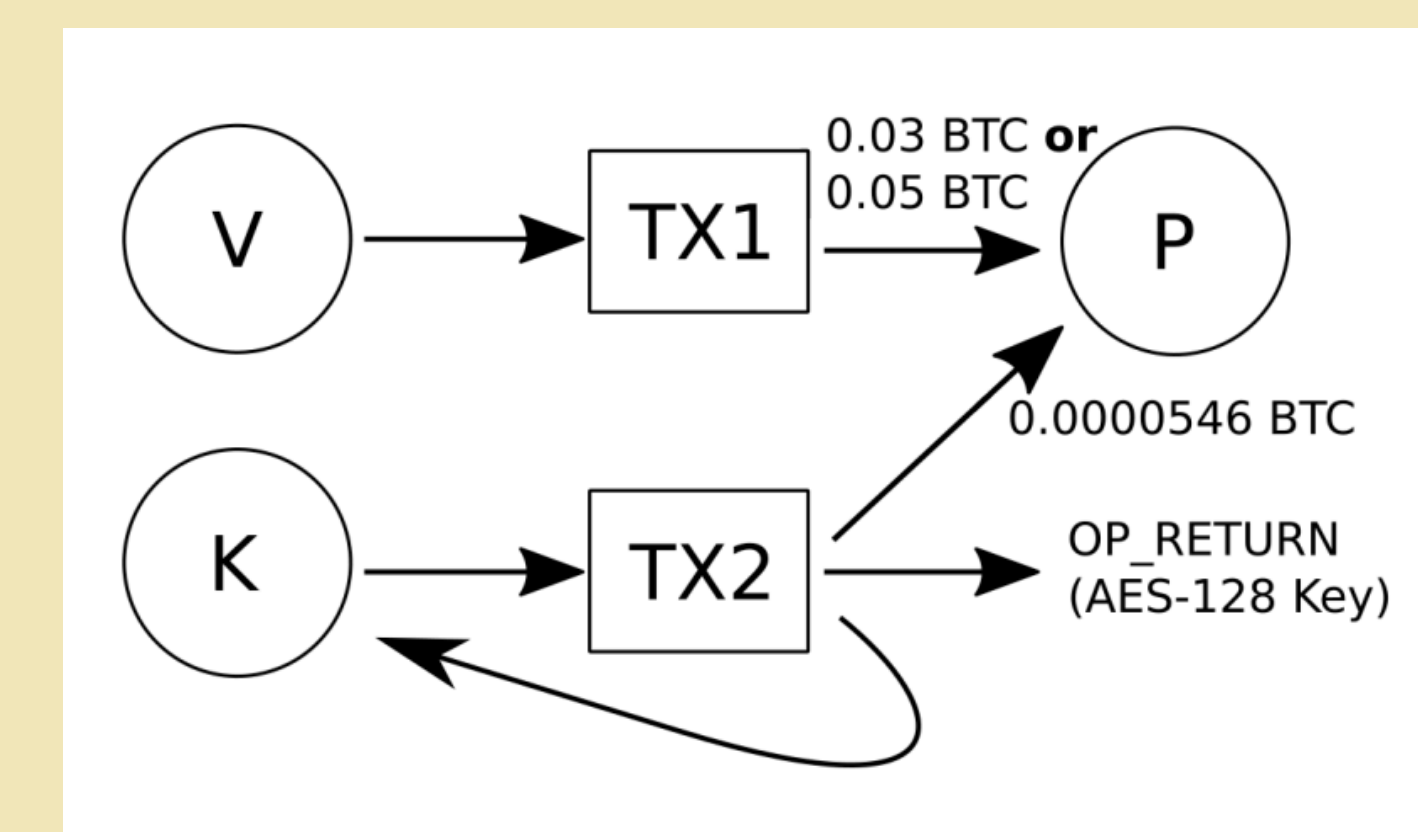 V
TX1
0.03 BTC or
0.05 BTC
P
0.0000546 BTC
K
TX2
OP_RETURN
(AES-128 Key)